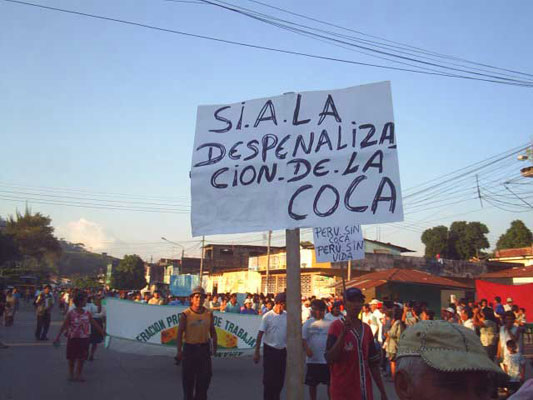 SI.A.LA
DESPENALIZA
CION.DE.LA
COCA
PERU.SIN
COCA
PERU.SIN
VIDA